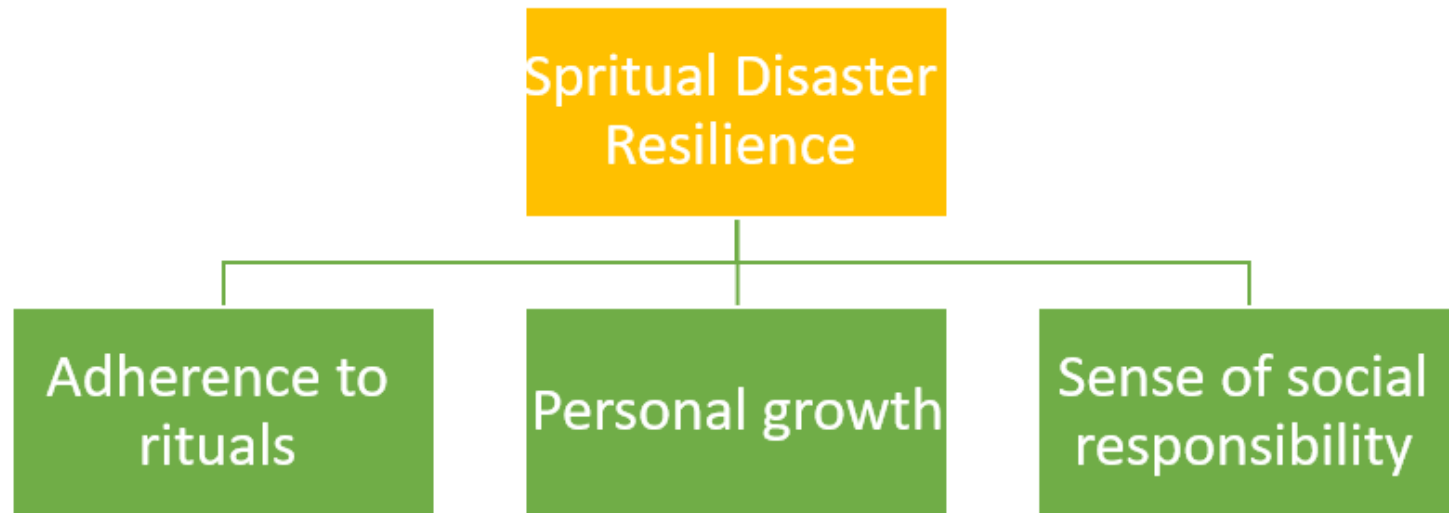 Spritual Disaster
Resilience
Adherence to
rituals
Personal growth
Sense of social
responsibility